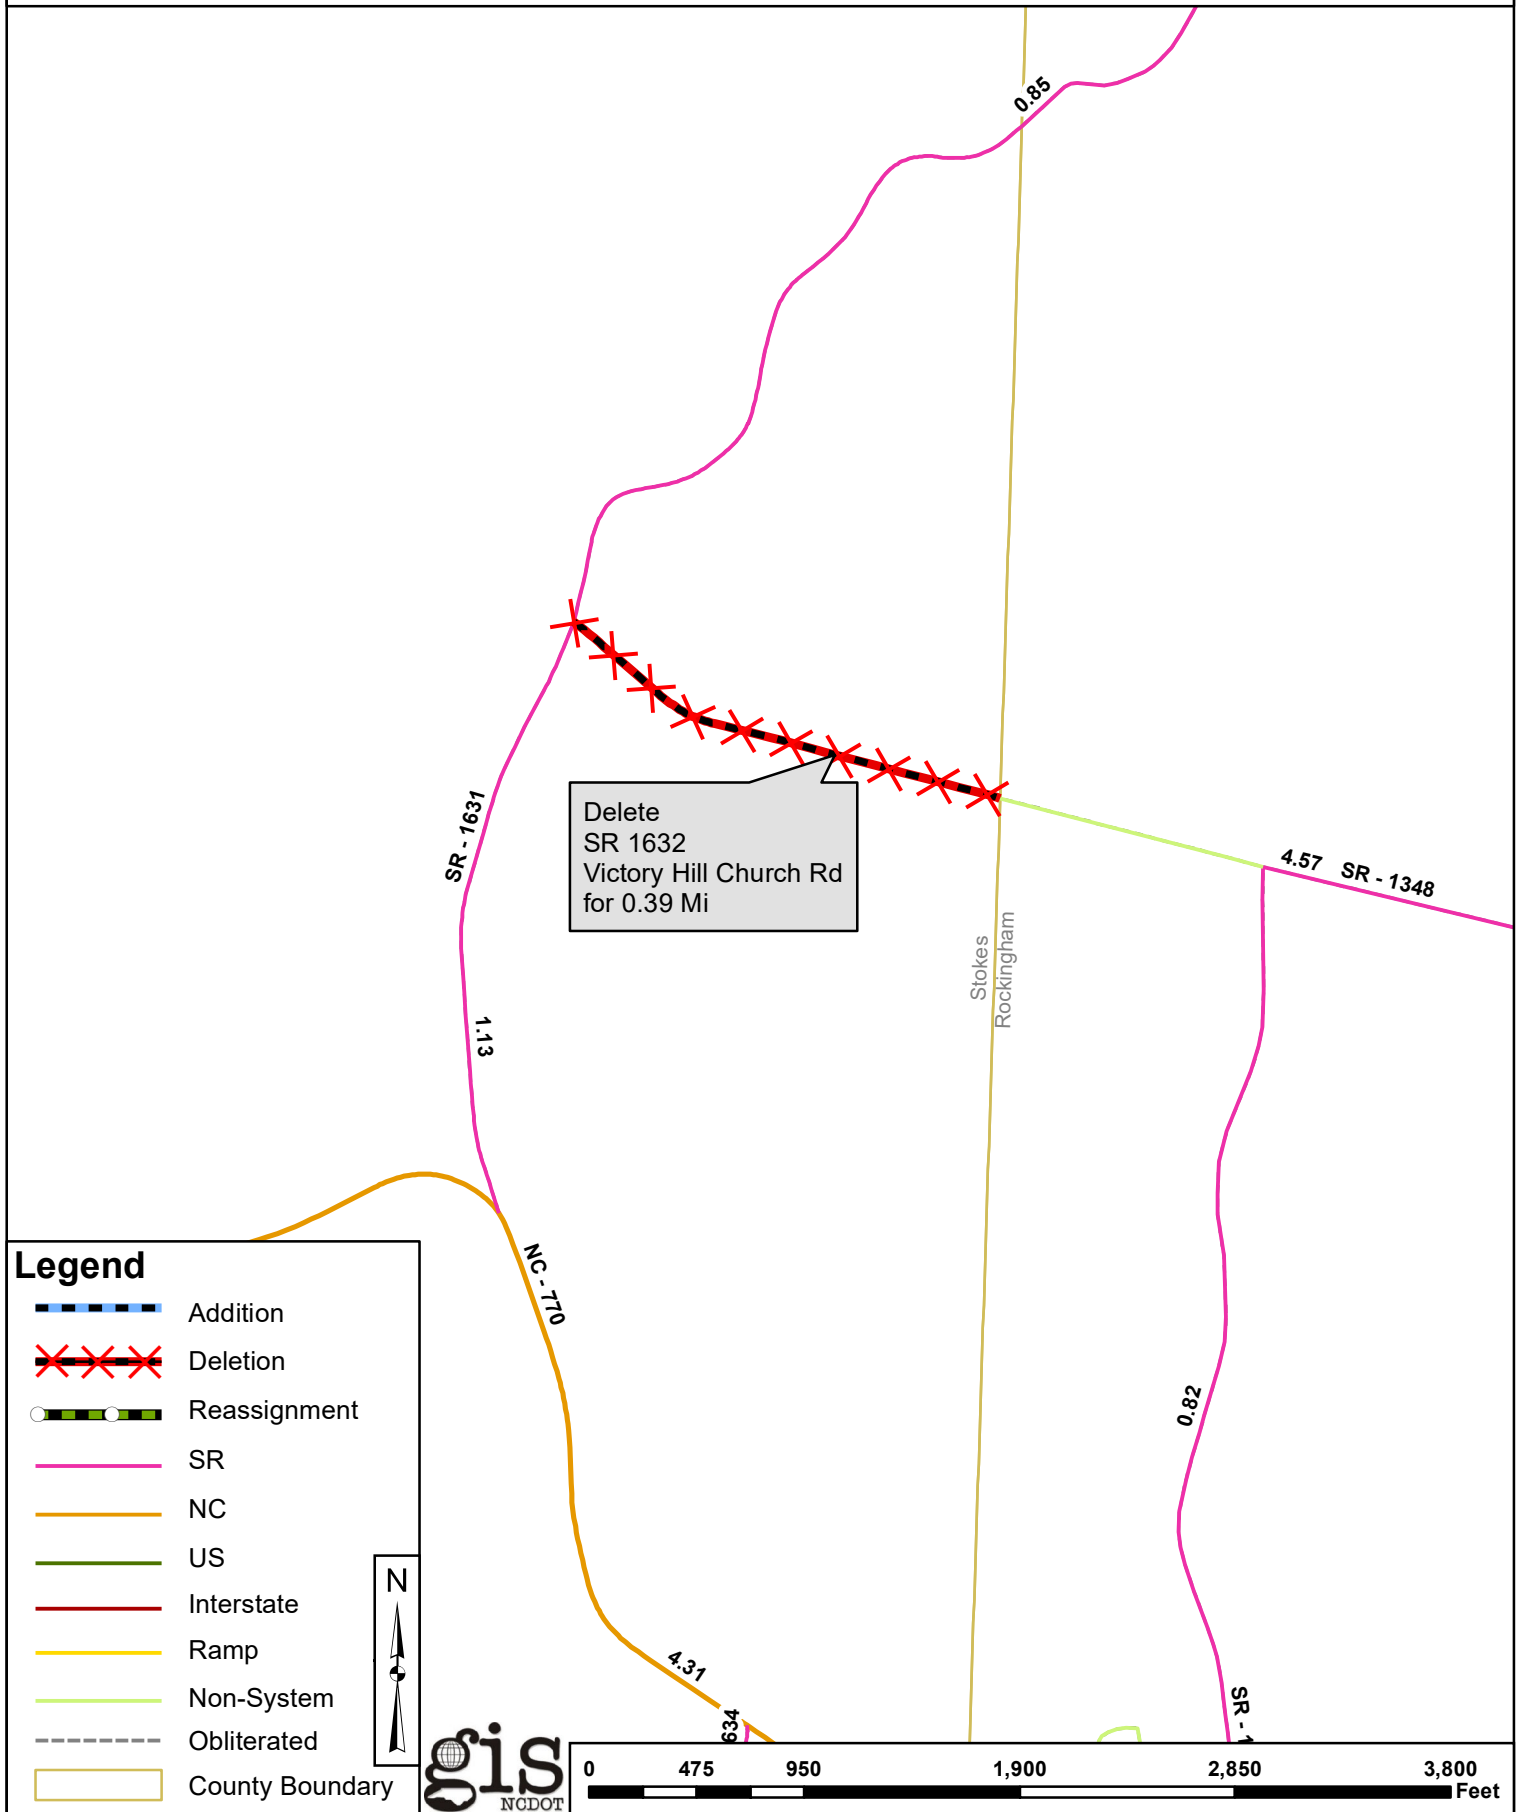 0.85
SR - 1631
Delete
SR 1632
Victory Hill Church Rd
for 0.39 Mi
4.57 SR - 1348
Stokes
Rockingham
1.13
NC - 770
0.82
4.31
634
SR - 1
Legend
Addition
Deletion
Reassignment
SR
NC
US
Interstate
Ramp
Non-System
Obliterated
County Boundary
N
gis
NCDOT
0 475 950 1,900 2,850 3,800
Feet